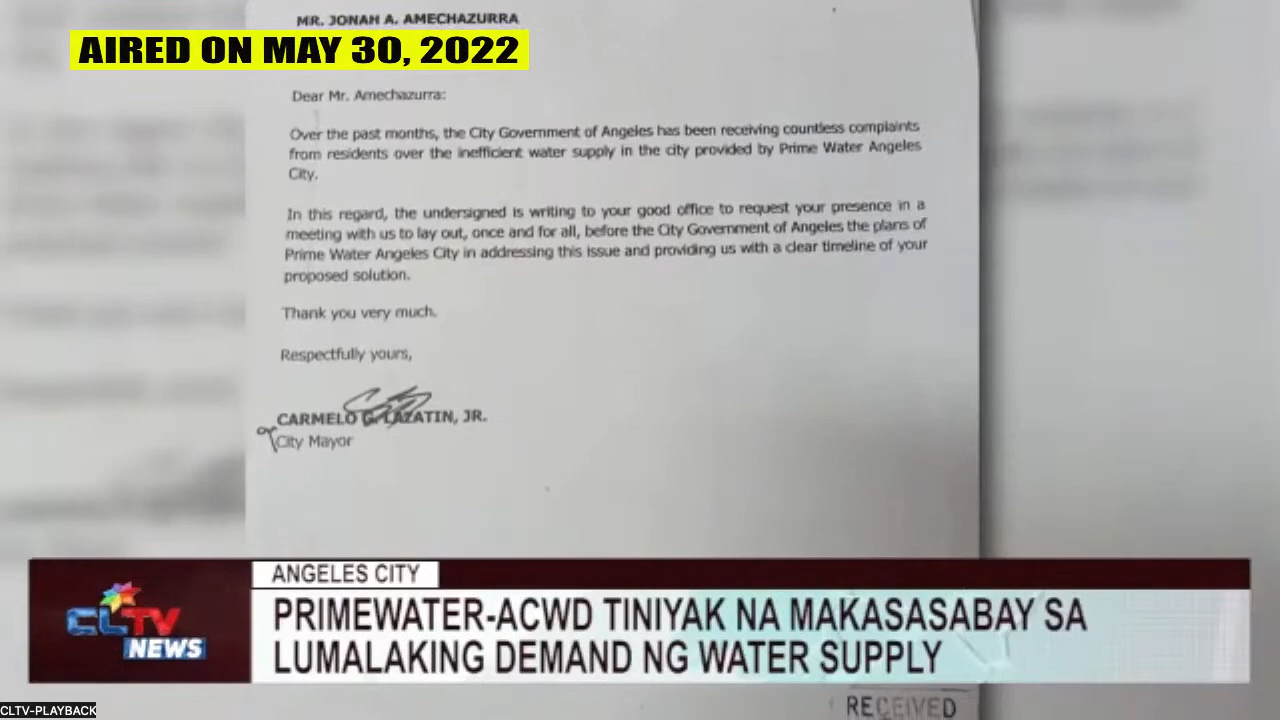 MR. JONAH A. AMECHAZURRA
AIRED ON MAY 30, 2022
Dear Mr. Amechazurra:
Over the past months, the City Government of Angeles has been receiving countless complaints
from residents over the inefficient water supply in the city provided by Prime Water Angeles
City.
In this regard, the undersigned is writing to your good office to request your presence in a
meeting with us to lay out, once and for all, before the City Government of Angeles the plans of
Prime Water Angeles City in addressing this issue and providing us with a clear timeline of your
proposed solution.
Thank you very much.
Respectfully yours,
CARMELO G. LAZATIN, JR.
City Mayor
ANGELES CITY
CLTV
NEWS
PRIMEWATER-ACWD TINIYAK NA MAKASASABAY SA
LUMALAKING DEMAND NG WATER SUPPLY
RECEIVED
CLTV-PLAYBACK